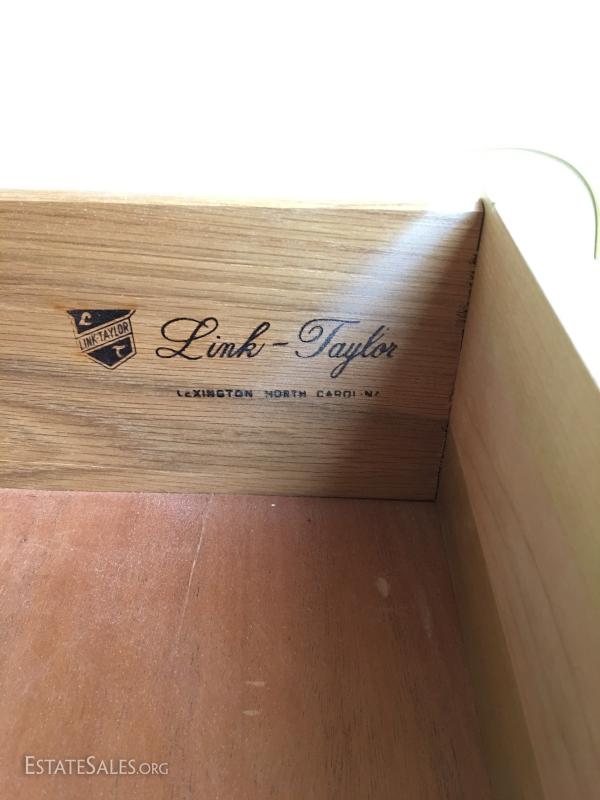 L
LINK-TAYLOR
T
Link-Taylor
LEXINGTON NORTH CAROLINA
ESTATESALES.ORG